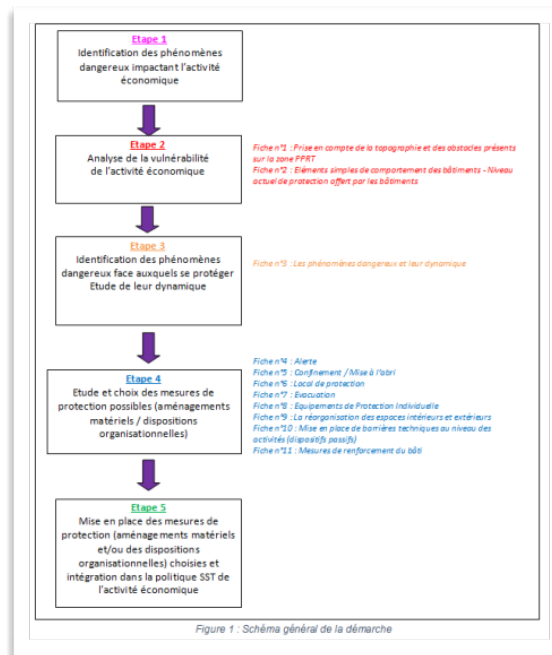 Etape 1
Identification des phénomènes
dangereux impactant l'activité
économique
Etape 2
Analyse de la vulnérabilité
de l'activité économique
Fiche n°1 : Prise en compte de la topographie et des obstacles présents
sur la zone PPRT
Fiche n°2 : Eléments simples de comportement des bâtiments - Niveau
actuel de protection offert par les bâtiments
Etape 3
Identification des phénomènes
dangereux face auxquels se protéger
Etude de leur dynamique
Fiche n°3 : Les phénomènes dangereux et leur dynamique
Etape 4
Etude et choix des mesures de
protection possibles (aménagements
matériels / dispositions
organisationnelles)
Fiche n°4 : Alerte
Fiche n°5 : Confinement / Mise à l'abri
Fiche n°6 : Local de protection
Fiche n°7 : Evacuation
Fiche n°8 : Equipements de Protection Individuelle
Fiche n°9 : La réorganisation des espaces intérieurs et extérieurs
Fiche n°10 : Mise en place de barrières techniques au niveau des
activités (dispositifs passifs)
Fiche n°11 : Mesures de renforcement du bâti
Etape 5
Mise en place des mesures de
protection (aménagements matériels
et/ou des dispositions
organisationnelles) choisies et
intégration dans la politique SST de
l'activité économique
Figure 1 : Schéma général de la démarche